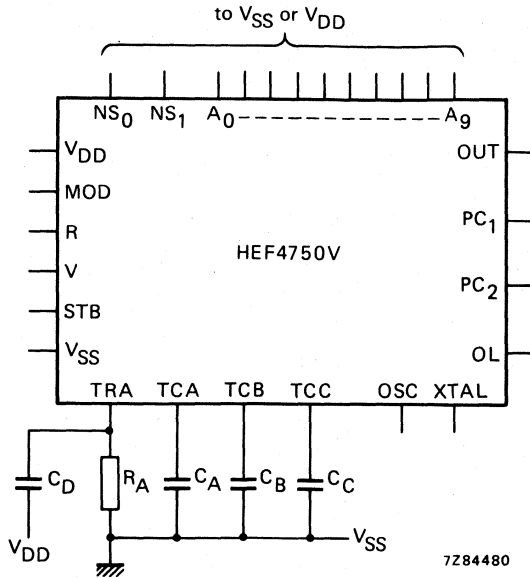 to VSS or VDD
NS0 NS1 A0 A9
VDD
MOD
R
V
STB
VSS
HEF4750V
OUT
PC1
PC2
OL
TRA TCA TCB TCC OSC XTAL
CD RA CA CB CC
VDD
VSS
7Z84480